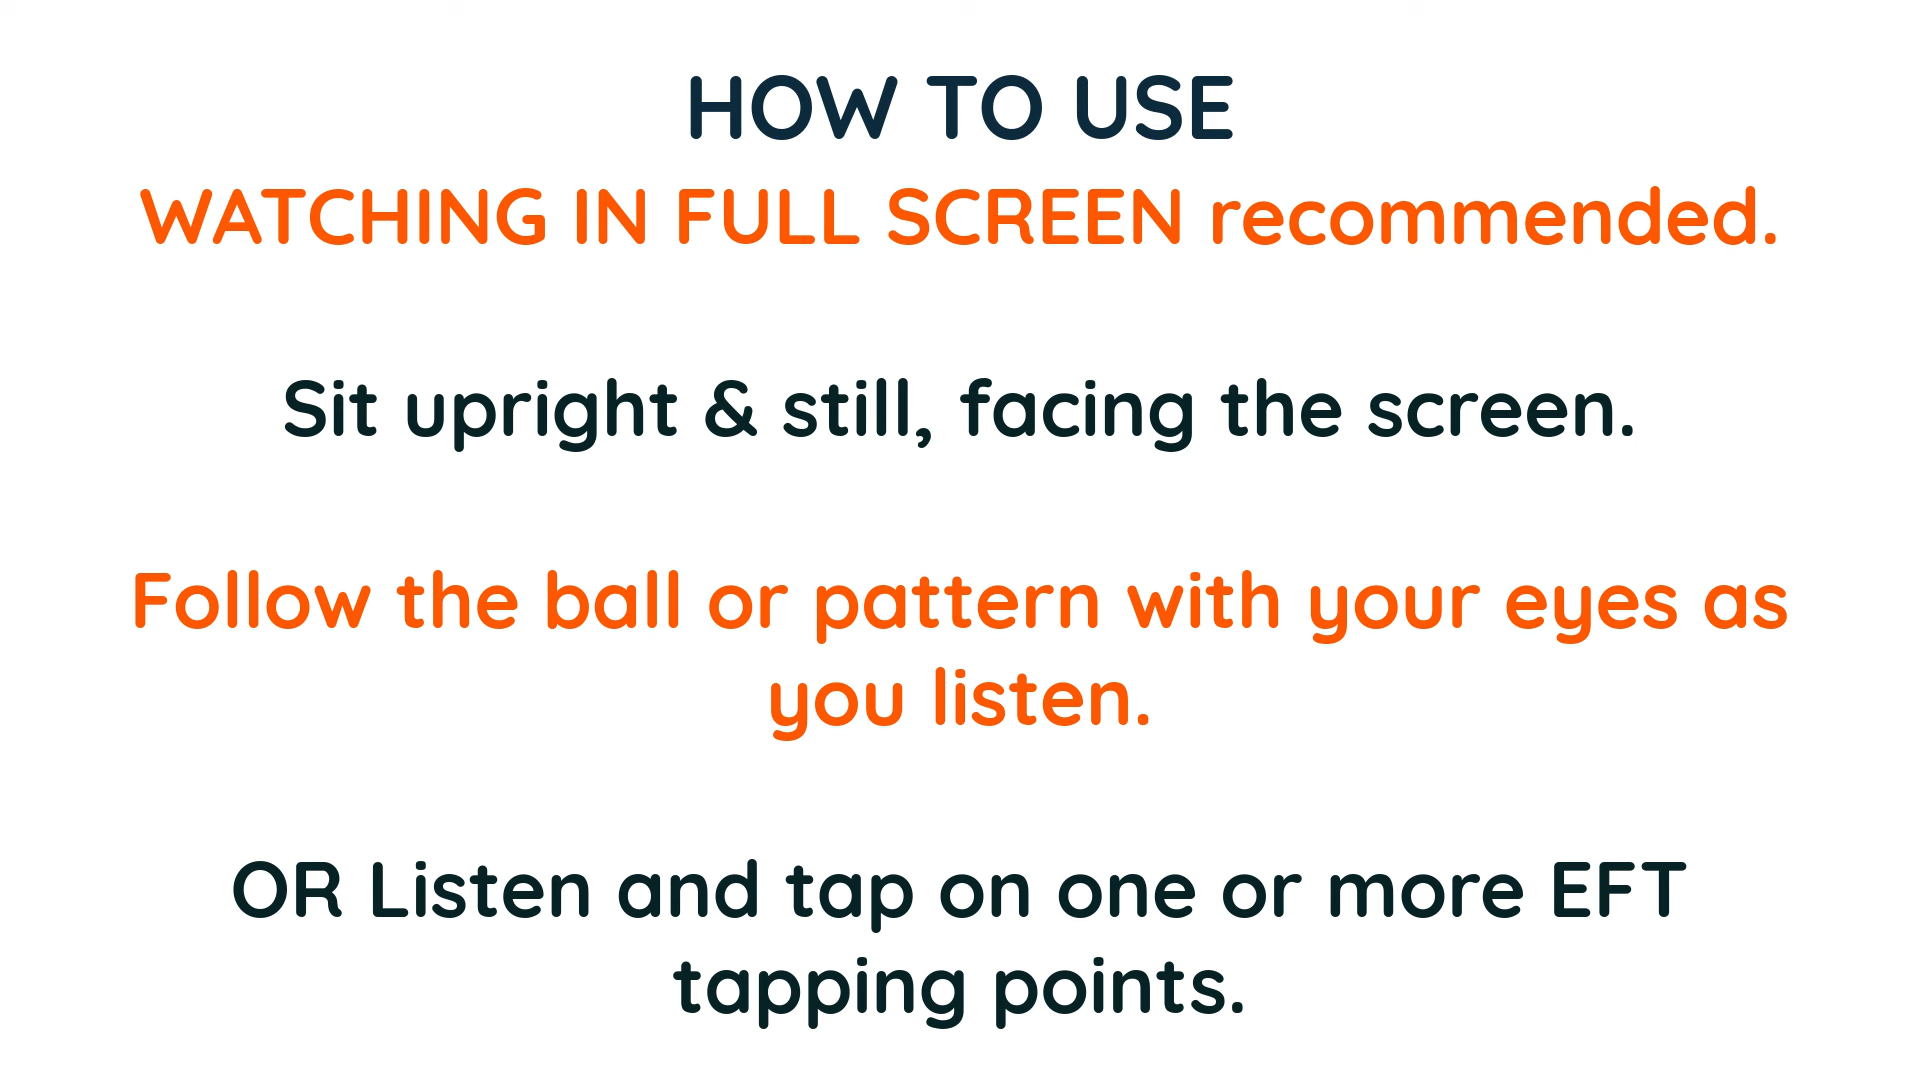 HOW TO USE
WATCHING IN FULL SCREEN recommended.
Sit upright & still, facing the screen.
Follow the ball or pattern with your eyes as
you listen.
OR Listen and tap on one or more EFT
tapping points.